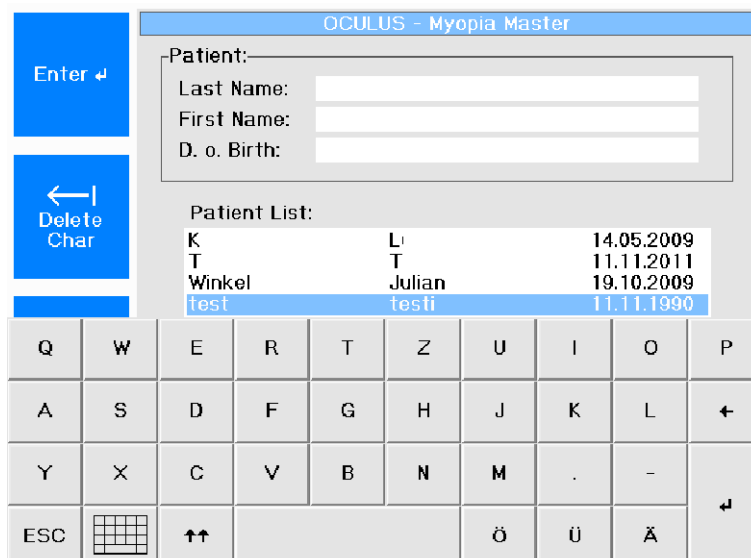 OCULUS - Myopia Master
Enter ↲
Patient:
Last Name:
First Name:
D. o. Birth:
Delete
Char
Patient List:
K 14.05.2009
T T 11.11.2011
Winkel Julian 19.10.2009
test testi 11.11.1990
Q W E R T Z U I O P
A S D F G H J K L ←
Y X C V B N M . -
ESC Ö Ü Ä ↲